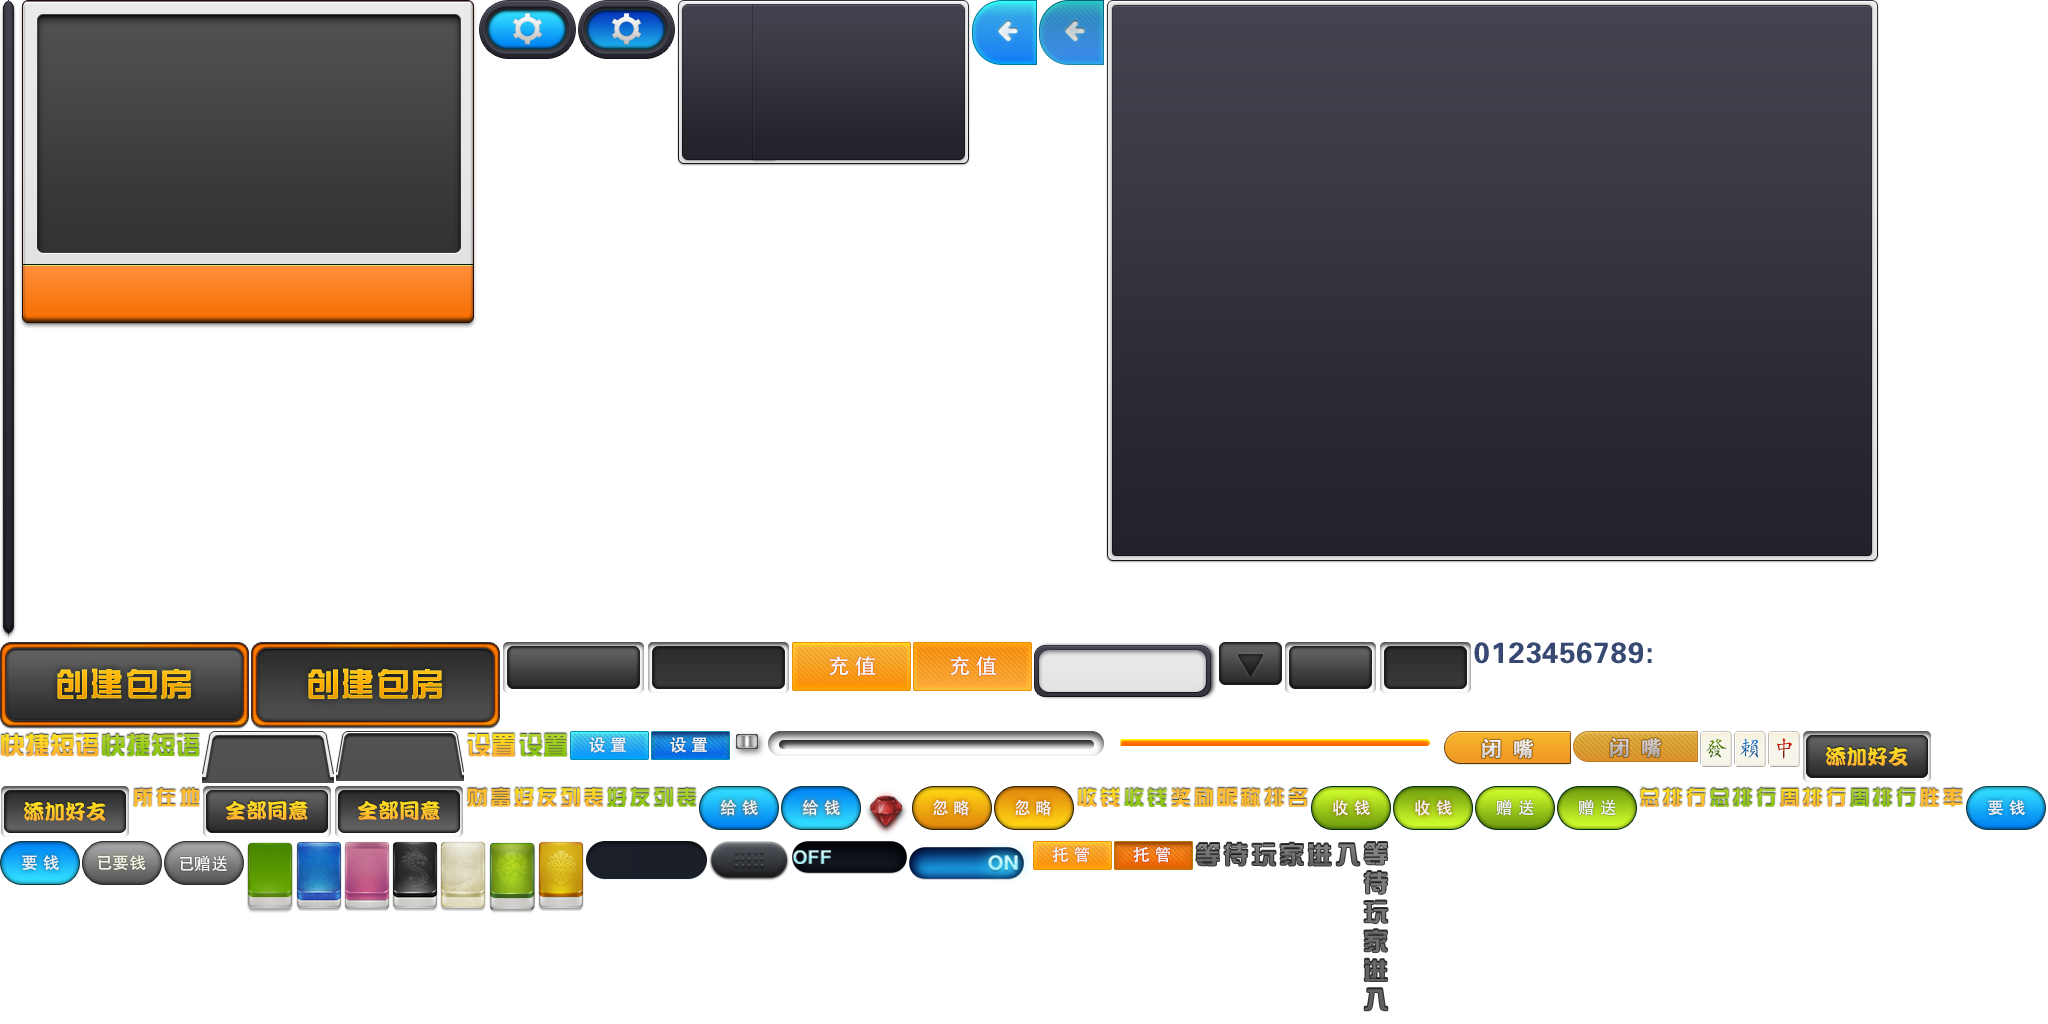 创建包房 创建包房 充值 充值 0123456789:
快捷短语 快捷短语 设置 设置 设置 设置 闭嘴 闭嘴 發 賴 中 添加好友
添加好友 所在地 全部同意 全部同意 财富 好友列表 好友列表 给钱 给钱 忽略 忽略 收钱 收钱 奖励 昵称 排名 收钱 收钱 赠送 赠送 总排行 总排行 周排行 周排行 胜率 要钱
要钱 已要钱 已赠送 OFF ON 托管 托管 等待玩家进入
等待玩家进入